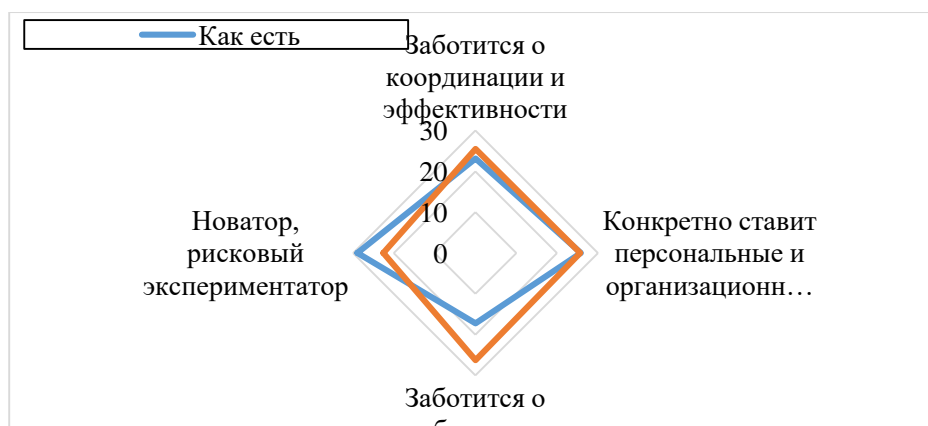 Как есть
Заботится о
координации и
эффективности
30
20
10
0
Новатор,
рисковый
экспериментатор
Конкретно ставит
персональные и
организационн…
Заботится о